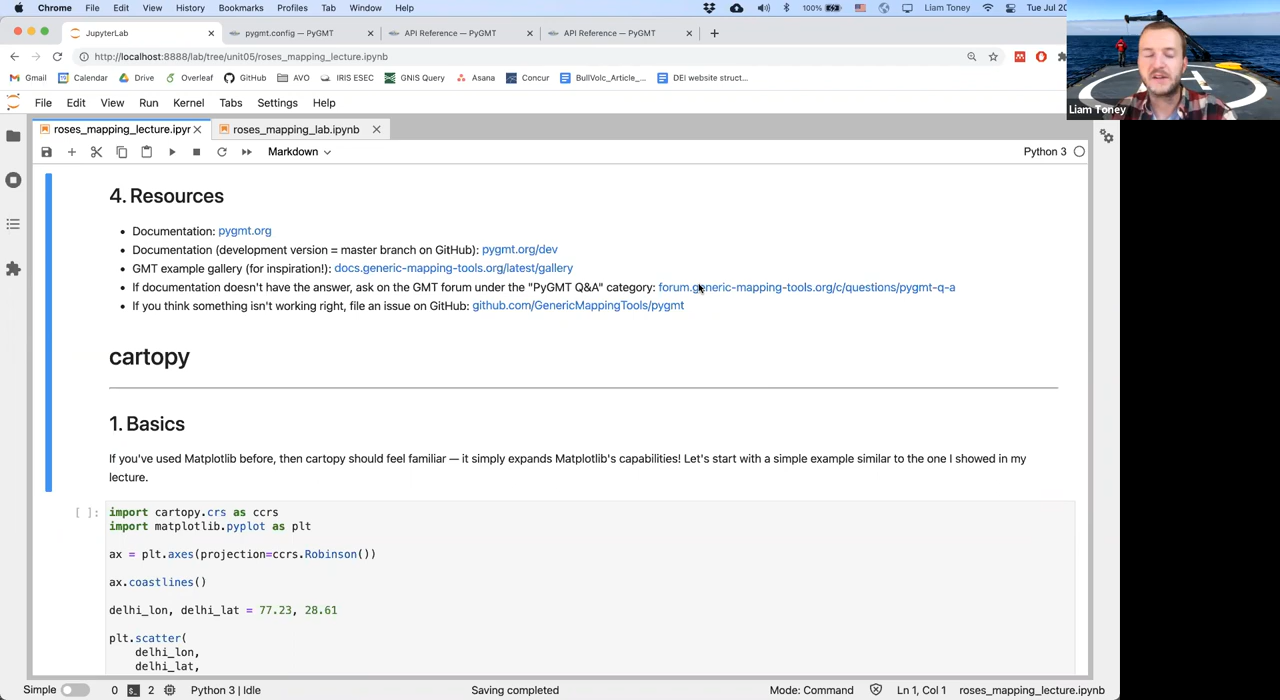 Chrome File Edit View History Bookmarks Profiles Tab Window Help 100% Liam Toney Tue Jul 20
JupyterLab pygmt.config — PyGMT API Reference — PyGMT API Reference — PyGMT
http://localhost:8888/lab/tree/unit05/roses_mapping_lecture.ipynb
Gmail Calendar Drive Overleaf GitHub AVO IRIS ESEC GNIS Query Asana Concur BullVolc_Article_... DEI website struct...
Liam Toney
File Edit View Run Kernel Tabs Settings Help
roses_mapping_lecture.ipyr roses_mapping_lab.ipynb
Markdown Python 3
4. Resources
• Documentation: pygmt.org
• Documentation (development version = master branch on GitHub): pygmt.org/dev
• GMT example gallery (for inspiration!): docs.generic-mapping-tools.org/latest/gallery
• If documentation doesn't have the answer, ask on the GMT forum under the "PyGMT Q&A" category: forum.generic-mapping-tools.org/c/questions/pygmt-q-a
• If you think something isn't working right, file an issue on GitHub: github.com/GenericMappingTools/pygmt
cartopy
1. Basics
If you've used Matplotlib before, then cartopy should feel familiar — it simply expands Matplotlib's capabilities! Let's start with a simple example similar to the one I showed in my
lecture.
[ ]: import cartopy.crs as ccrs
import matplotlib.pyplot as plt
ax = plt.axes(projection=ccrs.Robinson())
ax.coastlines()
delhi_lon, delhi_lat = 77.23, 28.61
plt.scatter(
delhi_lon,
delhi_lat,
Simple 0 2 Python 3 | Idle Saving completed Mode: Command Ln 1, Col 1 roses_mapping_lecture.ipynb